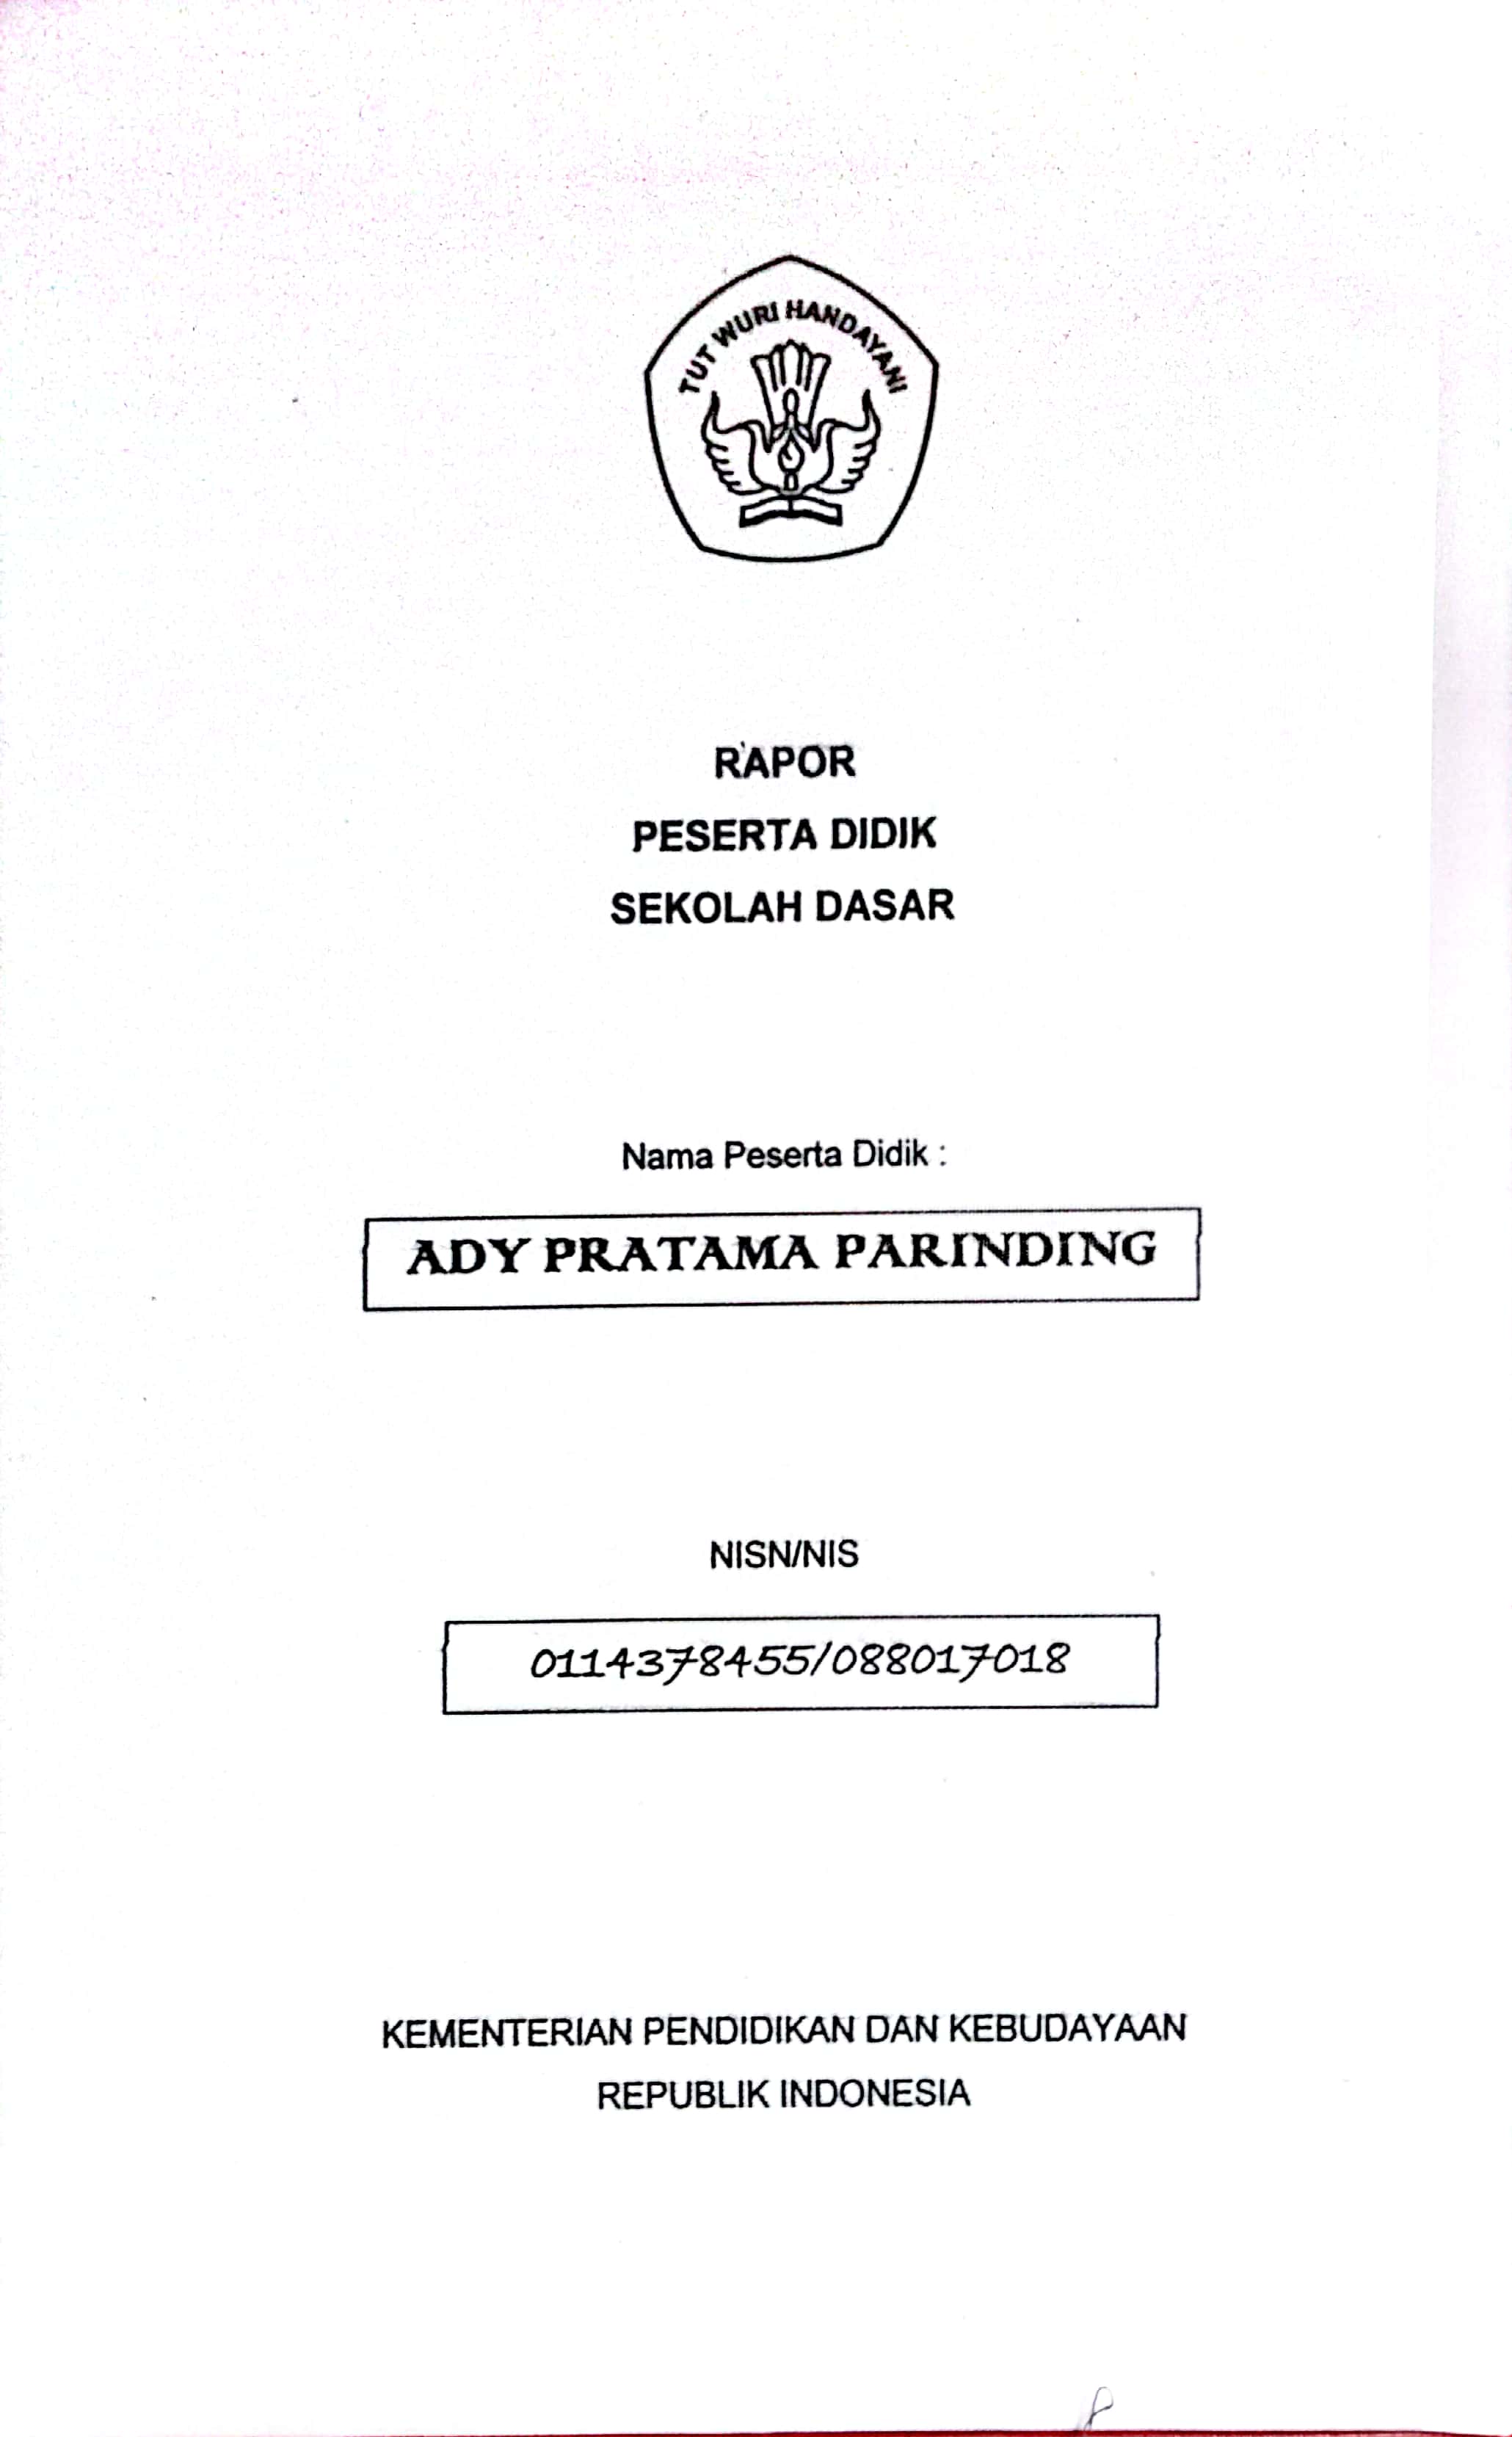 TUT WURI HANDAYANI
RAPOR
PESERTA DIDIK
SEKOLAH DASAR
Nama Peserta Didik :
ADY PRATAMA PARINDING
NISN/NIS
0114378455/088017018
KEMENTERIAN PENDIDIKAN DAN KEBUDAYAAN
REPUBLIK INDONESIA